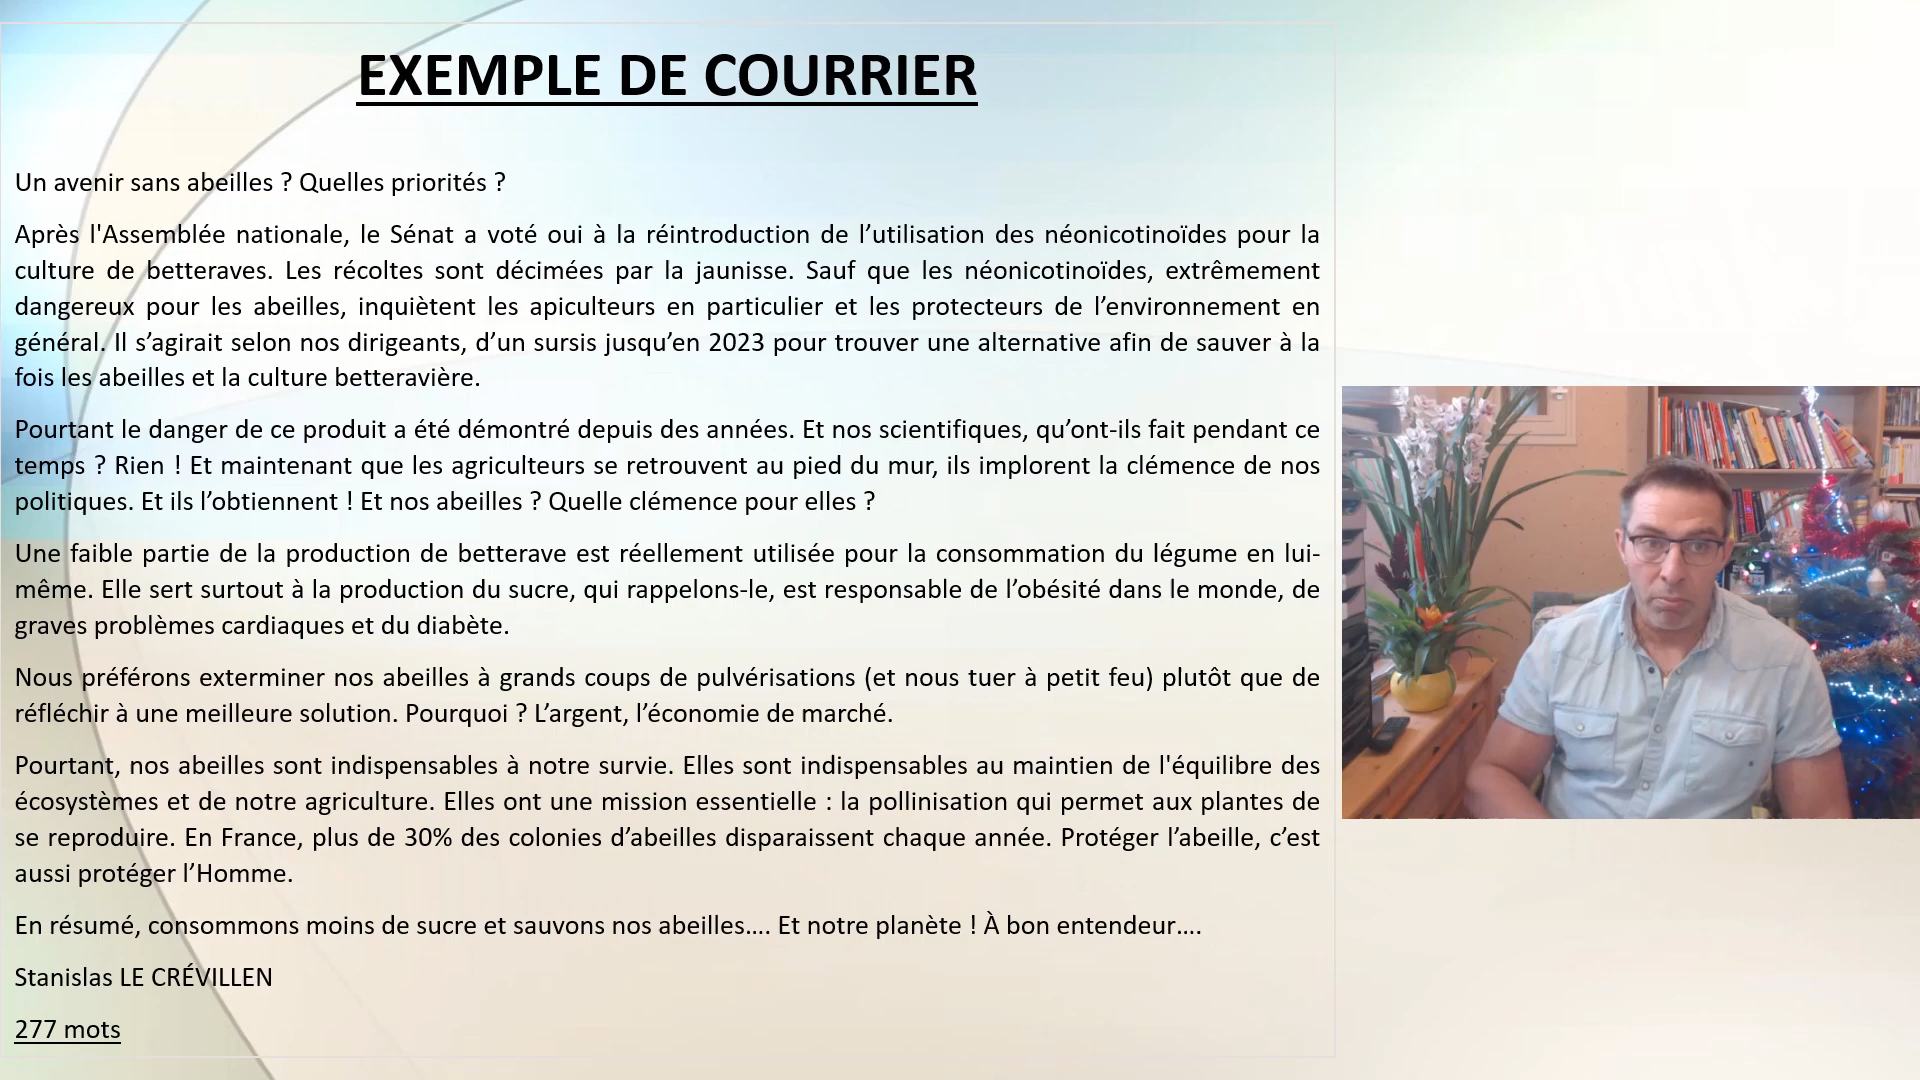 EXEMPLE DE COURRIER
Un avenir sans abeilles ? Quelles priorités ?
Après l'Assemblée nationale, le Sénat a voté oui à la réintroduction de l’utilisation des néonicotinoïdes pour la
culture de betteraves. Les récoltes sont décimées par la jaunisse. Sauf que les néonicotinoïdes, extrêmement
dangereux pour les abeilles, inquiètent les apiculteurs en particulier et les protecteurs de l’environnement en
général. Il s’agirait selon nos dirigeants, d’un sursis jusqu’en 2023 pour trouver une alternative afin de sauver à la
fois les abeilles et la culture betteravière.
Pourtant le danger de ce produit a été démontré depuis des années. Et nos scientifiques, qu’ont-ils fait pendant ce
temps ? Rien ! Et maintenant que les agriculteurs se retrouvent au pied du mur, ils implorent la clémence de nos
politiques. Et ils l’obtiennent ! Et nos abeilles ? Quelle clémence pour elles ?
Une faible partie de la production de betterave est réellement utilisée pour la consommation du légume en lui-
même. Elle sert surtout à la production du sucre, qui rappelons-le, est responsable de l’obésité dans le monde, de
graves problèmes cardiaques et du diabète.
Nous préférons exterminer nos abeilles à grands coups de pulvérisations (et nous tuer à petit feu) plutôt que de
réfléchir à une meilleure solution. Pourquoi ? L’argent, l’économie de marché.
Pourtant, nos abeilles sont indispensables à notre survie. Elles sont indispensables au maintien de l'équilibre des
écosystèmes et de notre agriculture. Elles ont une mission essentielle : la pollinisation qui permet aux plantes de
se reproduire. En France, plus de 30% des colonies d’abeilles disparaissent chaque année. Protéger l’abeille, c’est
aussi protéger l’Homme.
En résumé, consommons moins de sucre et sauvons nos abeilles…. Et notre planète ! À bon entendeur….
Stanislas LE CRÉVILLEN
277 mots